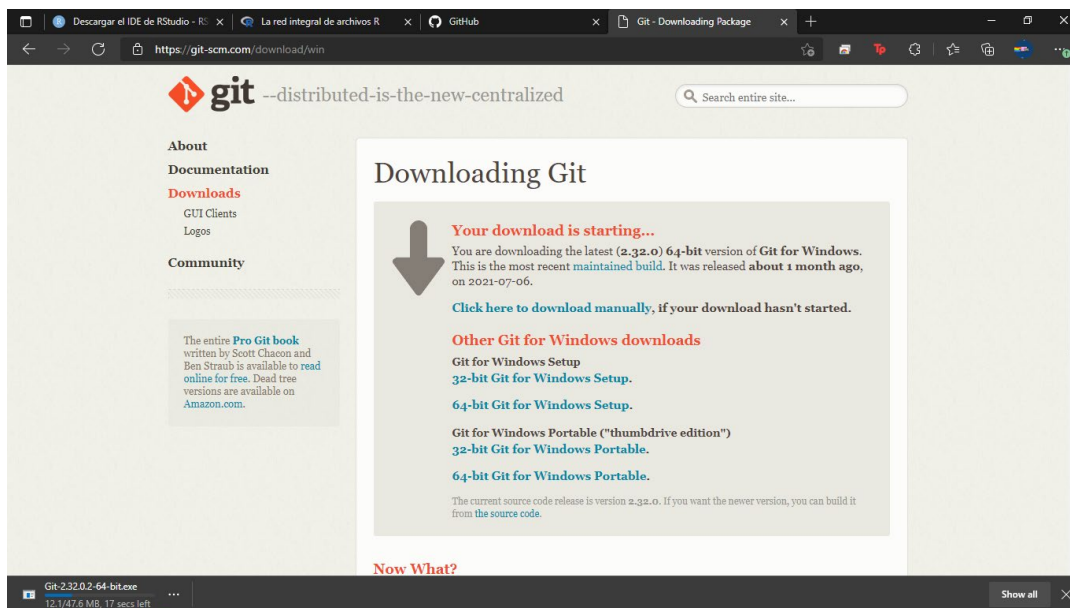 Descargar el IDE de RStudio - RS
La red integral de archivos R
GitHub
Git - Downloading Package
https://git-scm.com/download/win
Tp
git --distributed-is-the-new-centralized
Search entire site...
About
Documentation
Downloads
GUI Clients
Logos
Community
The entire Pro Git book
written by Scott Chacon and
Ben Straub is available to read
online for free. Dead tree
versions are available on
Amazon.com.
Downloading Git
Your download is starting...
You are downloading the latest (2.32.0) 64-bit version of Git for Windows.
This is the most recent maintained build. It was released about 1 month ago,
on 2021-07-06.
Click here to download manually, if your download hasn't started.
Other Git for Windows downloads
Git for Windows Setup
32-bit Git for Windows Setup.
64-bit Git for Windows Setup.
Git for Windows Portable ("thumbdrive edition")
32-bit Git for Windows Portable.
64-bit Git for Windows Portable.
The current source code release is version 2.32.0. If you want the newer version, you can build it
from the source code.
Now What?
Git-2.32.0.2-64-bit.exe
12.1/47.6 MB, 17 secs left
Show all